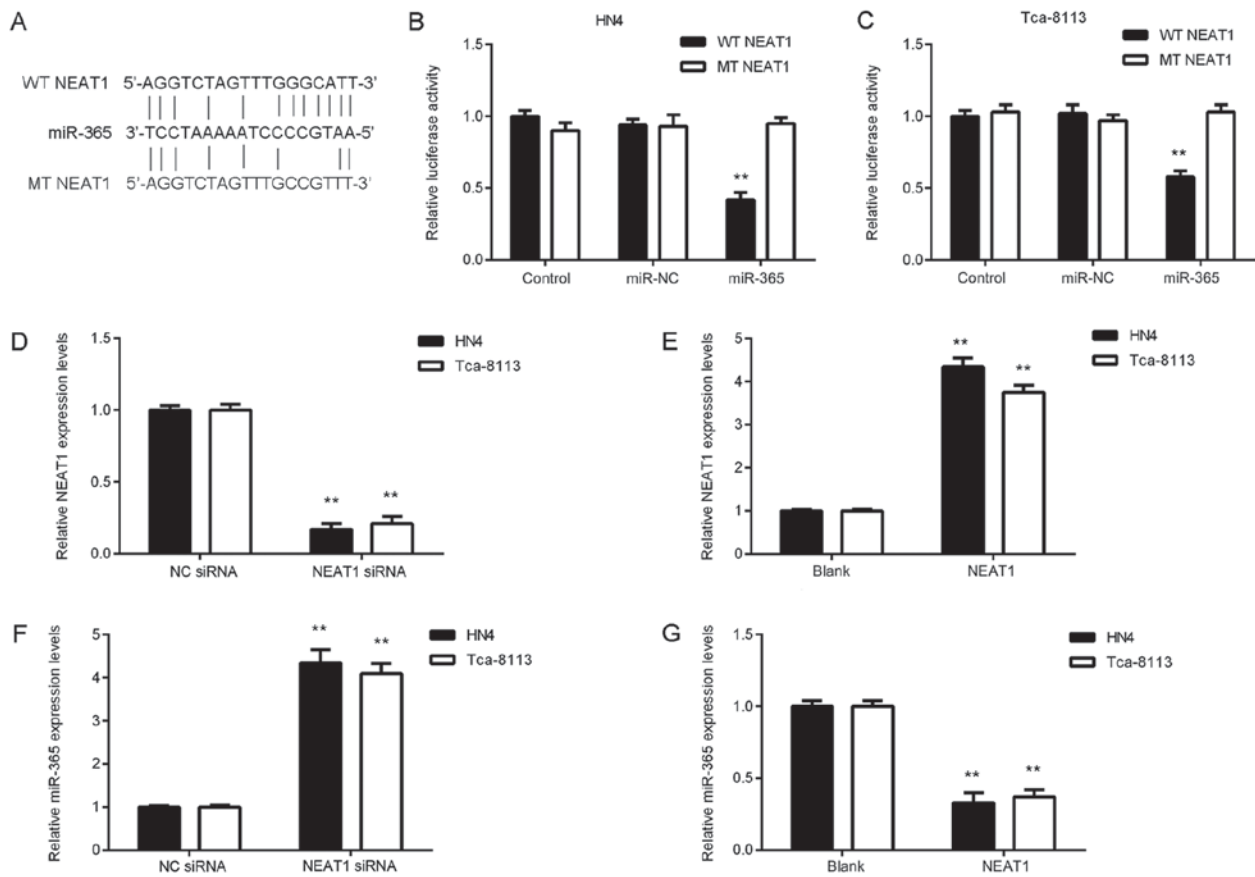 A
WT NEAT1 5'-AGGTCTAGTTTGGGCATT-3'
miR-365 3'-TCCTAAAAATCCCCGTAA-5'
MT NEAT1 5'-AGGTCTAGTTTGCCGTTT-3'
B
HN4
WT NEAT1
MT NEAT1
Relative luciferase activity
1.5
1.0
0.5
0.0
**
Control miR-NC miR-365
C
Tca-8113
WT NEAT1
MT NEAT1
Relative luciferase activity
1.5
1.0
0.5
0.0
**
Control miR-NC miR-365
D
HN4
Tca-8113
Relative NEAT1 expression levels
1.5
1.0
0.5
0.0
** **
NC siRNA NEAT1 siRNA
E
HN4
Tca-8113
Relative NEAT1 expression levels
5
4
3
2
1
0
** **
Blank NEAT1
F
HN4
Tca-8113
Relative miR-365 expression levels
5
4
3
2
1
0
** **
NC siRNA NEAT1 siRNA
G
HN4
Tca-8113
Relative miR-365 expression levels
1.5
1.0
0.5
0.0
** **
Blank NEAT1